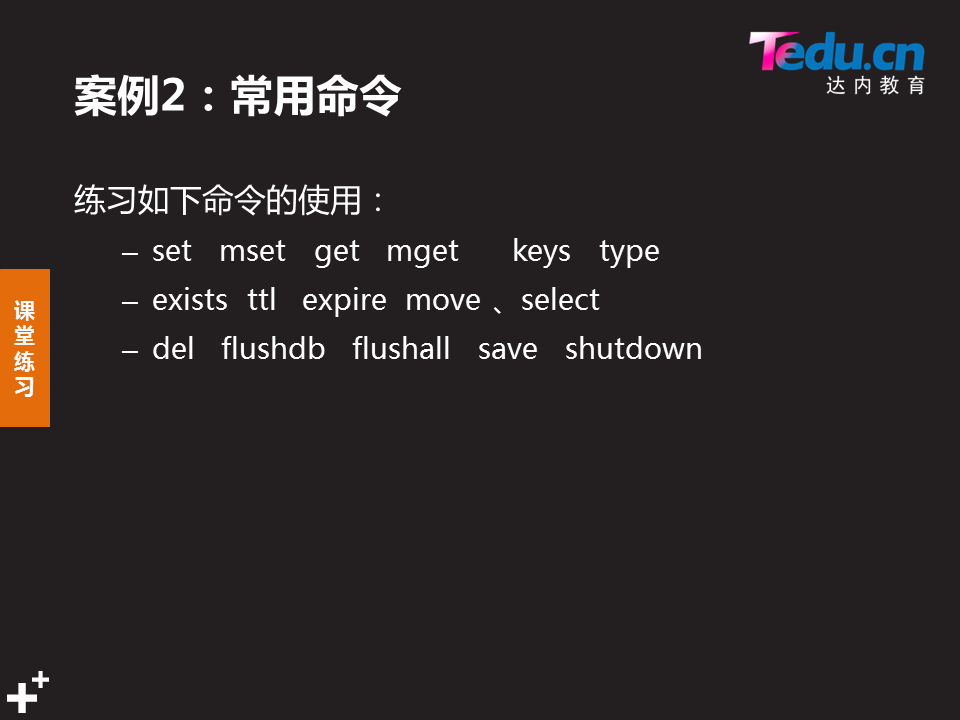 Tedu.cn
达内教育
案例2：常用命令
练习如下命令的使用：
– set mset get mget keys type
– exists ttl expire move 、select
– del flushdb flushall save shutdown
课堂练习